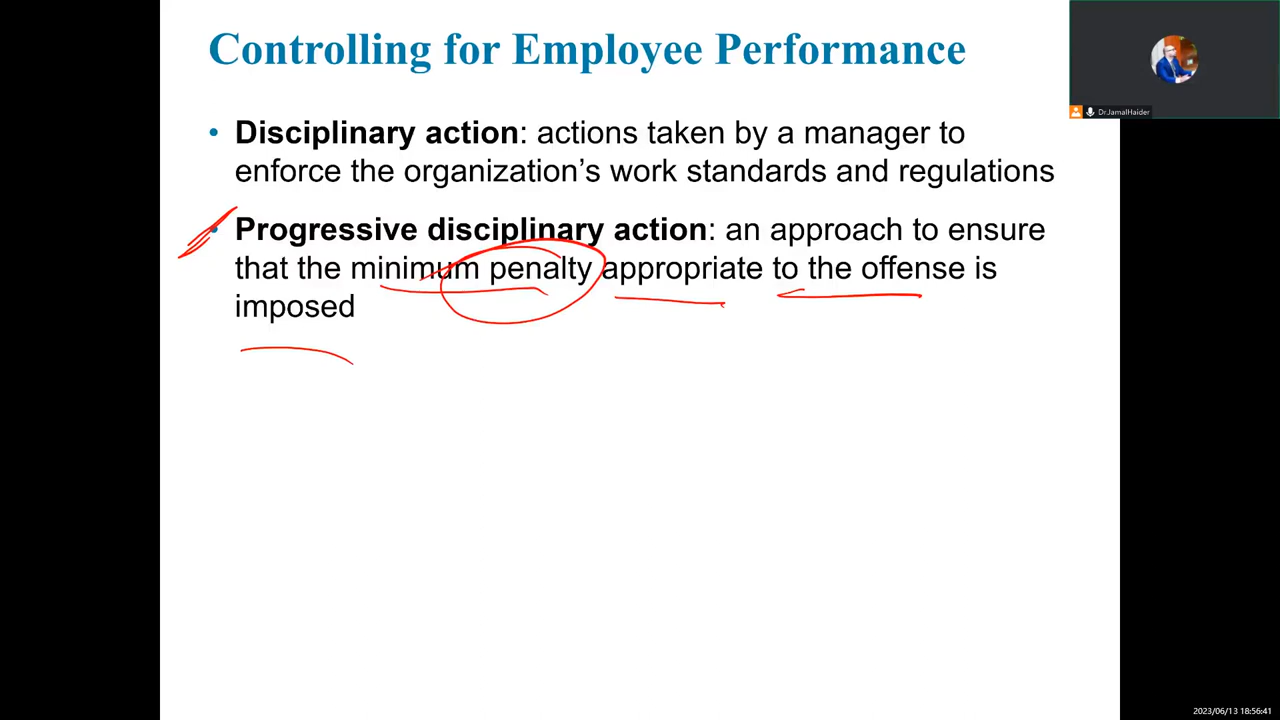 Controlling for Employee Performance
• Disciplinary action: actions taken by a manager to
enforce the organization’s work standards and regulations
• Progressive disciplinary action: an approach to ensure
that the minimum penalty appropriate to the offense is
imposed
Dr.JamalHaider
2023/06/13 18:56:41